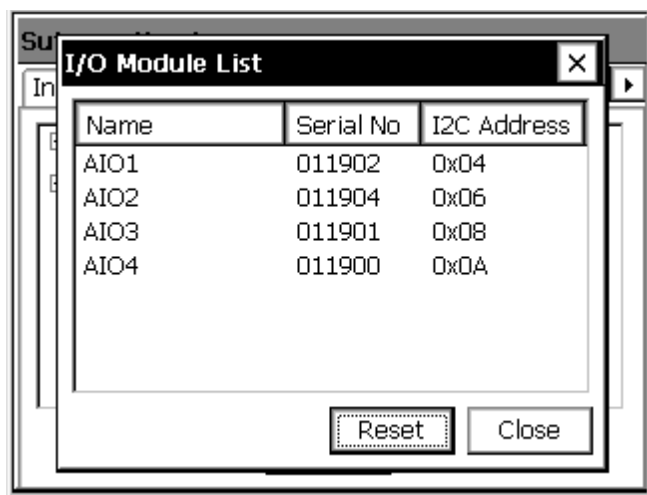 I/O Module List
In
Name Serial No I2C Address
AIO1 011902 0x04
AIO2 011904 0x06
AIO3 011901 0x08
AIO4 011900 0x0A
Reset Close